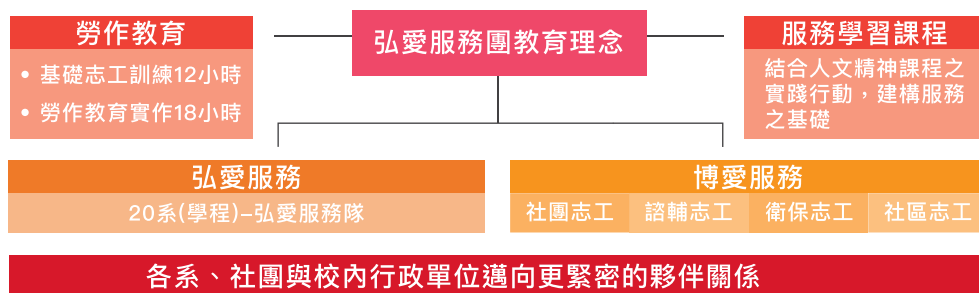 勞作教育
• 基礎志工訓練12小時
• 勞作教育實作18小時
弘愛服務團教育理念
服務學習課程
結合人文精神課程之
實踐行動，建構服務
之基礎
弘愛服務
20系(學程)–弘愛服務隊
博愛服務
社團志工
諮輔志工
衛保志工
社區志工
各系、社團與校內行政單位邁向更緊密的夥伴關係